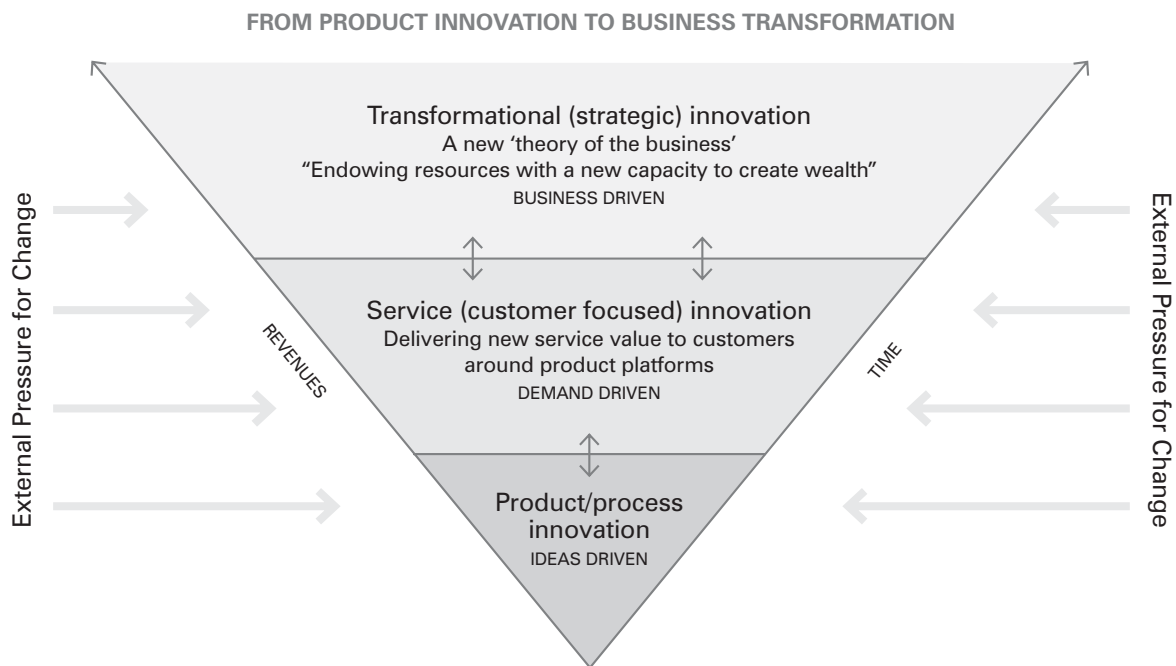 FROM PRODUCT INNOVATION TO BUSINESS TRANSFORMATION
Transformational (strategic) innovation
A new ‘theory of the business’
“Endowing resources with a new capacity to create wealth”
BUSINESS DRIVEN
External Pressure for Change
External Pressure for Change
Service (customer focused) innovation
Delivering new service value to customers
around product platforms
DEMAND DRIVEN
REVENUES
TIME
Product/process
innovation
IDEAS DRIVEN